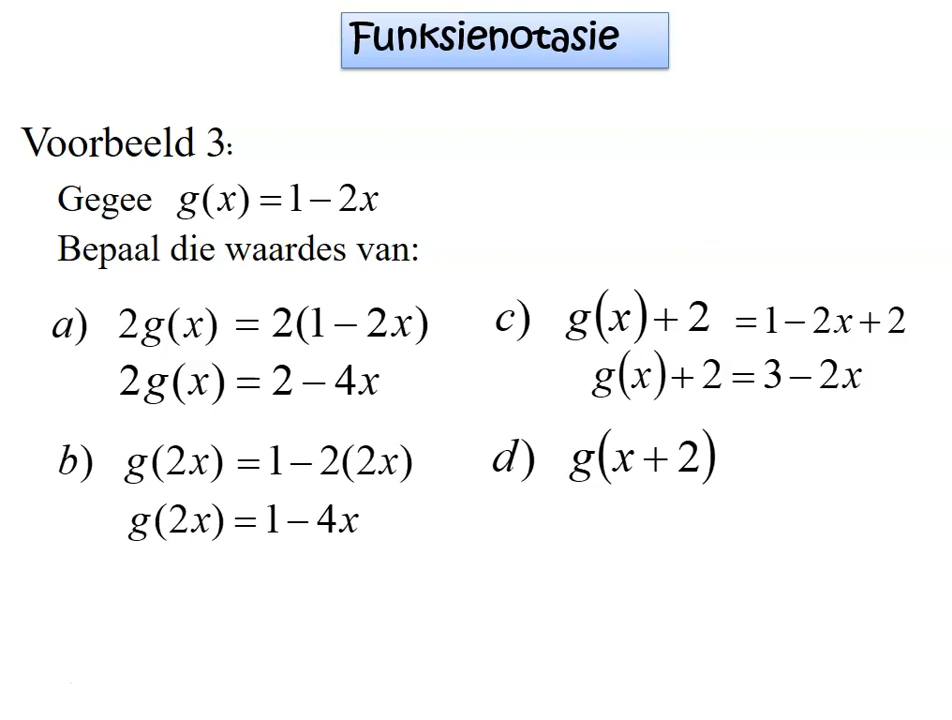 Funksienotasie
Voorbeeld 3:
Gegee g(x) = 1 − 2x
Bepaal die waardes van:
a) 2g(x) = 2(1 − 2x)
2g(x) = 2 − 4x
b) g(2x) = 1 − 2(2x)
g(2x) = 1 − 4x
c) g(x) + 2 = 1 − 2x + 2
g(x) + 2 = 3 − 2x
d) g(x + 2)